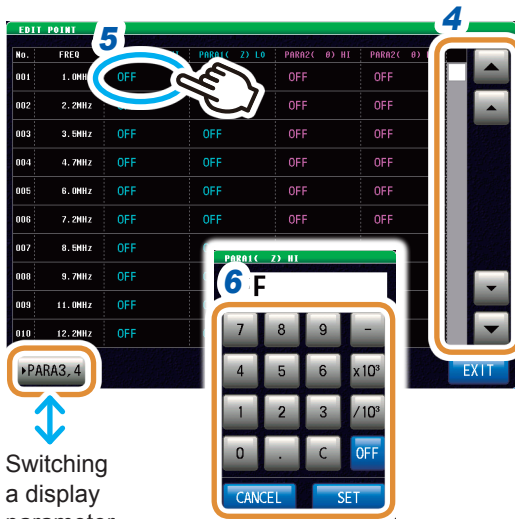 4
EDIT POINT
5
No. FREQ PARA1( Z) LO PARA2( θ) HI PARA2( θ)
001 1.0MHz OFF OFF OFF
002 2.2MHz OFF OFF
003 3.5MHz OFF OFF OFF OFF
004 4.7MHz OFF OFF OFF OFF
005 6.0MHz OFF OFF OFF OFF
006 7.2MHz OFF OFF OFF OFF
007 8.5MHz OFF OFF OFF
PARA1( Z) HI
008 9.7MHz OFF
6
009 11.0MHz OFF
010 12.2MHz OFF
7 8 9 -
4 5 6 x10³
1 2 3 /10³
0 . C OFF
CANCEL SET
▸PARA3,4
EXIT
Switching
a display